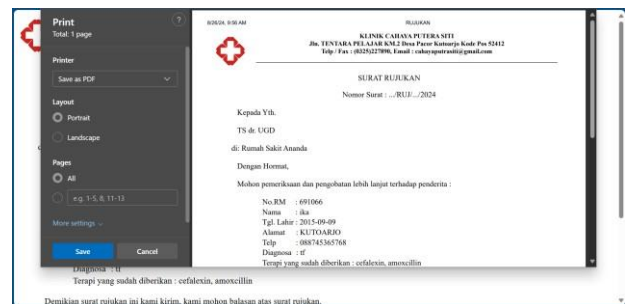 Print
Total: 1 page
?
Printer
Save as PDF
Layout
Portrait
Landscape
Pages
All
e.g. 1-5, 8, 11-13
More settings
Save
Cancel
8/26/24, 9:56 AM
RUJUKAN
KLINIK CAHAYA PUTERA SITI
Jln. TENTARA PELAJAR KM.2 Desa Pacor Kutoarjo Kode Pos 52412
Telp / Fax : (0325)227890, Email : cahayaputrasiti@gmail.com
SURAT RUJUKAN
Nomor Surat : .../RUJ/.../2024
Kepada Yth.
TS dr. UGD
di: Rumah Sakit Ananda
Dengan Hormat,
Mohon pemeriksaan dan pengobatan lebih lanjut terhadap penderita :
No.RM : 691066
Nama : ika
Tgl. Lahir : 2015-09-09
Alamat : KUTOARJO
Telp : 088745365768
Diagnosa : tf
Terapi yang sudah diberikan : cefalexin, amoxcillin
Diagnosa : tf
Terapi yang sudah diberikan : cefalexin, amoxcillin
Demikian surat rujukan ini kami kirim, kami mohon balasan atas surat rujukan.